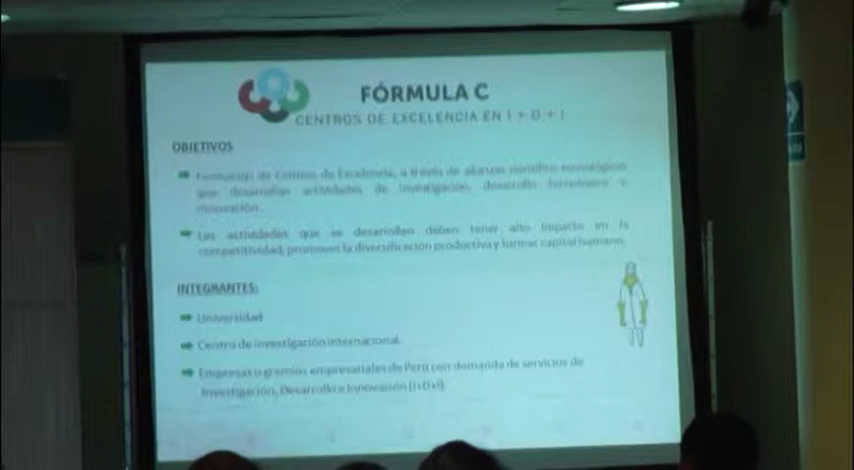 FÓRMULA C
CENTROS DE EXCELENCIA EN I + D + I
OBJETIVOS
Formación de Centros de Excelencia, a través de alianzas científico-tecnológicas
que desarrollan actividades de investigación, desarrollo tecnológico e
innovación.
Las actividades que se desarrollen deben tener alto impacto en la
competitividad, promover la diversificación productiva y formar capital humano.
INTEGRANTES:
Universidad
Centro de investigación internacional.
Empresas o gremios empresariales de Perú con demanda de servicios de
Investigación, Desarrollo e Innovación (I+D+i)